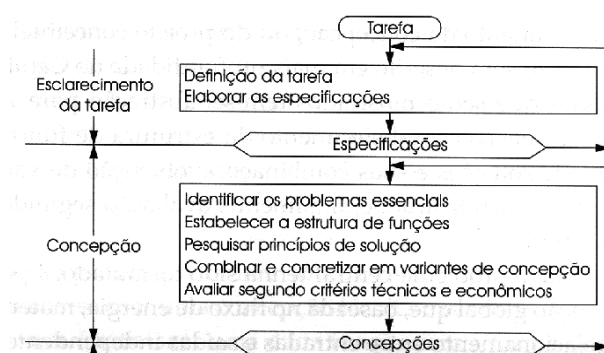 Tarefa
Definição da tarefa
Elaborar as especificações
Esclarecimento
da tarefa
Especificações
Identificar os problemas essenciais
Estabelecer a estrutura de funções
Pesquisar princípios de solução
Combinar e concretizar em variantes de concepção
Avaliar segundo critérios técnicos e econômicos
Concepção
Concepções